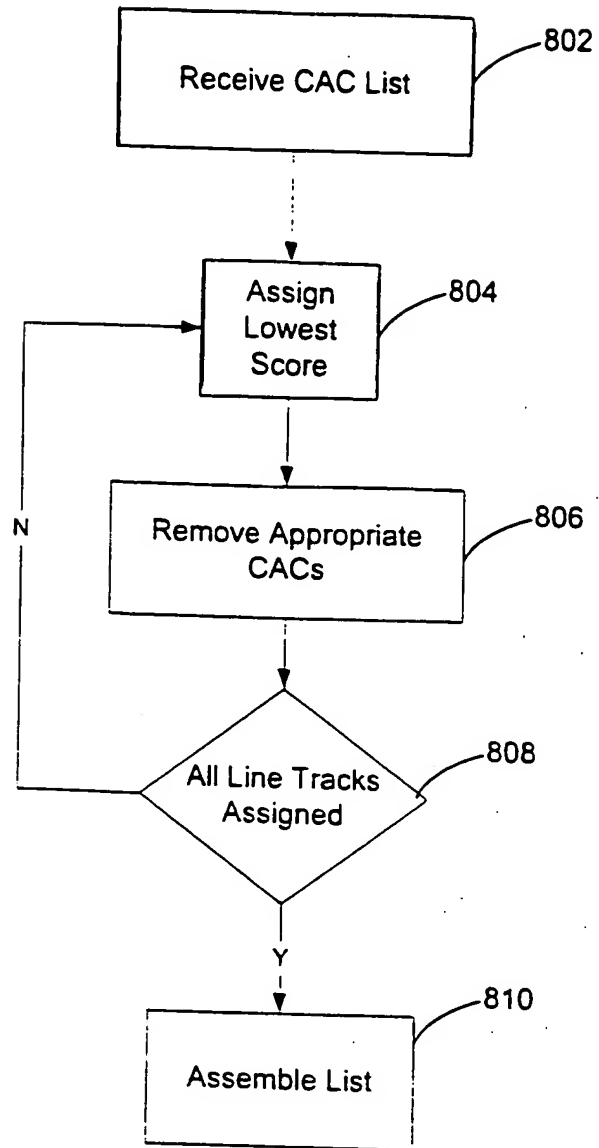 Receive CAC List
802
Assign
Lowest
Score
804
Remove Appropriate
CACs
806
N
All Line Tracks
Assigned
808
Y
Assemble List
810